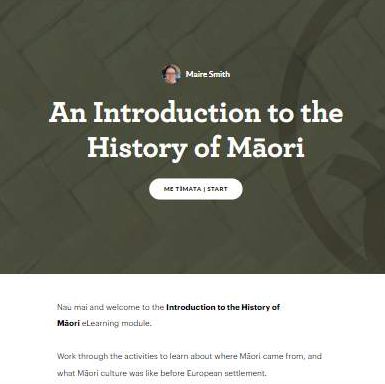 Maire Smith
An Introduction to the
History of Māori
ME TĪMATA | START
Nau mai and welcome to the Introduction to the History of
Māori eLearning module.
Work through the activities to learn about where Māori came from, and
what Māori culture was like before European settlement.